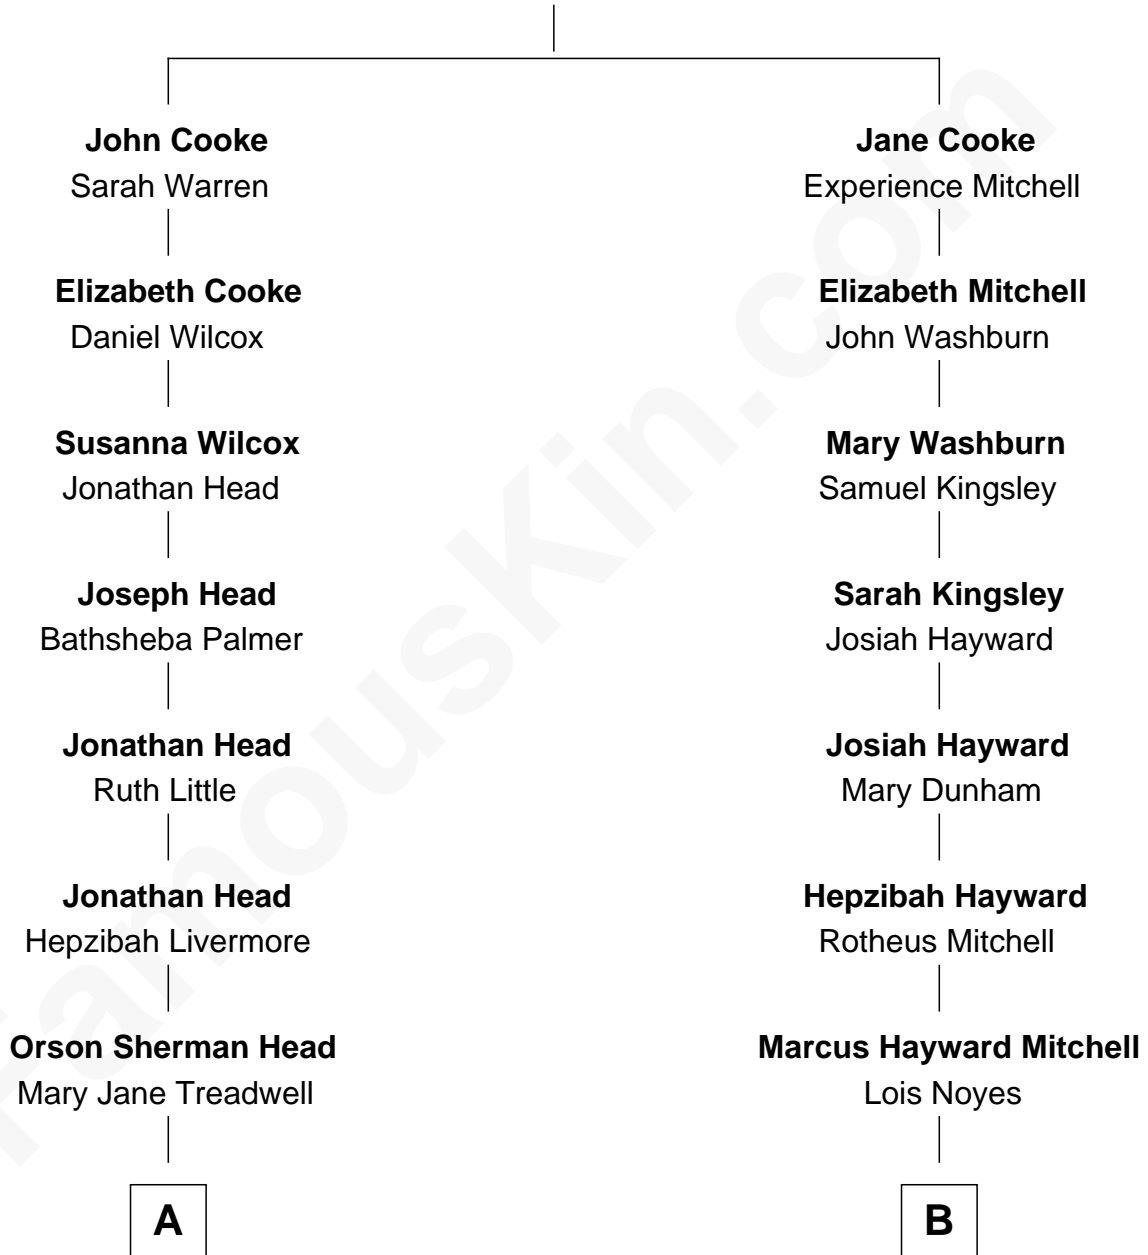 John Cooke
Sarah Warren
Jane Cooke
Experience Mitchell
Elizabeth Cooke
Daniel Wilcox
Elizabeth Mitchell
John Washburn
Susanna Wilcox
Jonathan Head
Mary Washburn
Samuel Kingsley
Joseph Head
Bathsheba Palmer
Sarah Kingsley
Josiah Hayward
Jonathan Head
Ruth Little
Josiah Hayward
Mary Dunham
Jonathan Head
Hepzibah Livermore
Hepzibah Hayward
Rotheus Mitchell
Orson Sherman Head
Mary Jane Treadwell
Marcus Hayward Mitchell
Lois Noyes
A
B
FamousKin.com